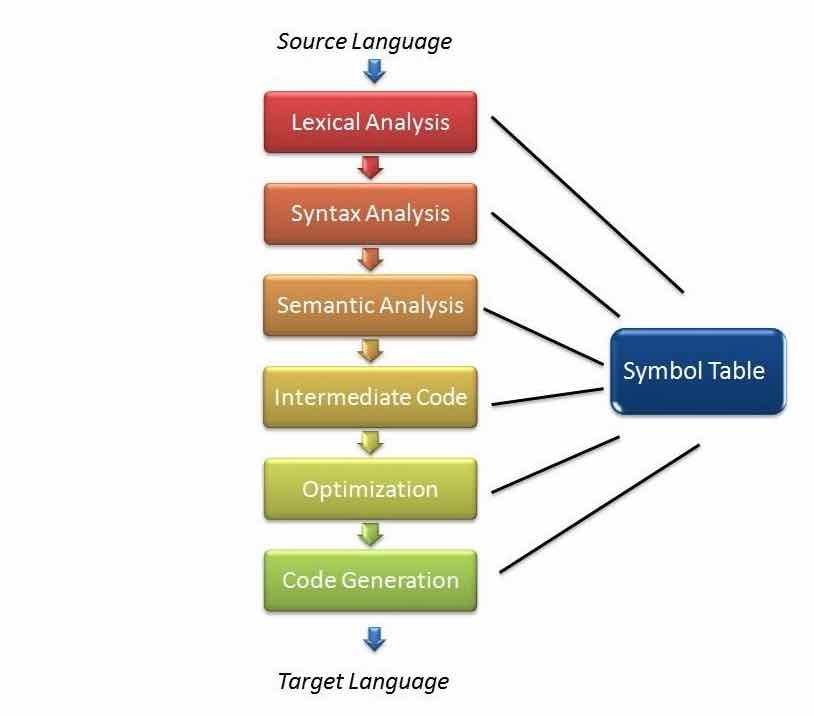 Source Language
Lexical Analysis
Syntax Analysis
Semantic Analysis
Symbol Table
Intermediate Code
Optimization
Code Generation
Target Language